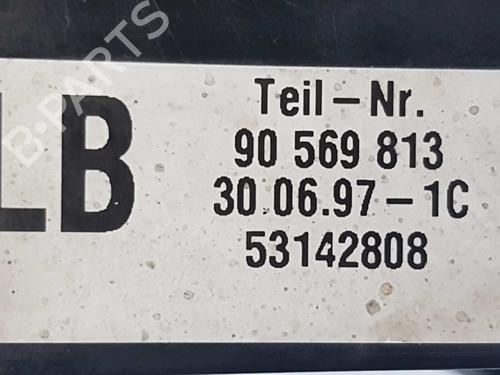 LB
Teil – Nr.
90 569 813
30 06.97 – 1C
53142808
B-PARTS